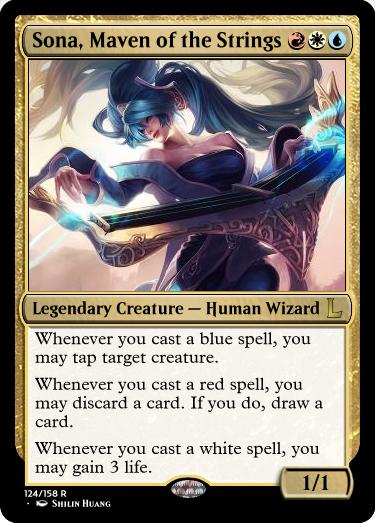 Sona, Maven of the Strings
Legendary Creature — Human Wizard L
Whenever you cast a blue spell, you
may tap target creature.
Whenever you cast a red spell, you
may discard a card. If you do, draw a
card.
Whenever you cast a white spell, you
may gain 3 life.
1/1
124/158 R
· Shilin Huang